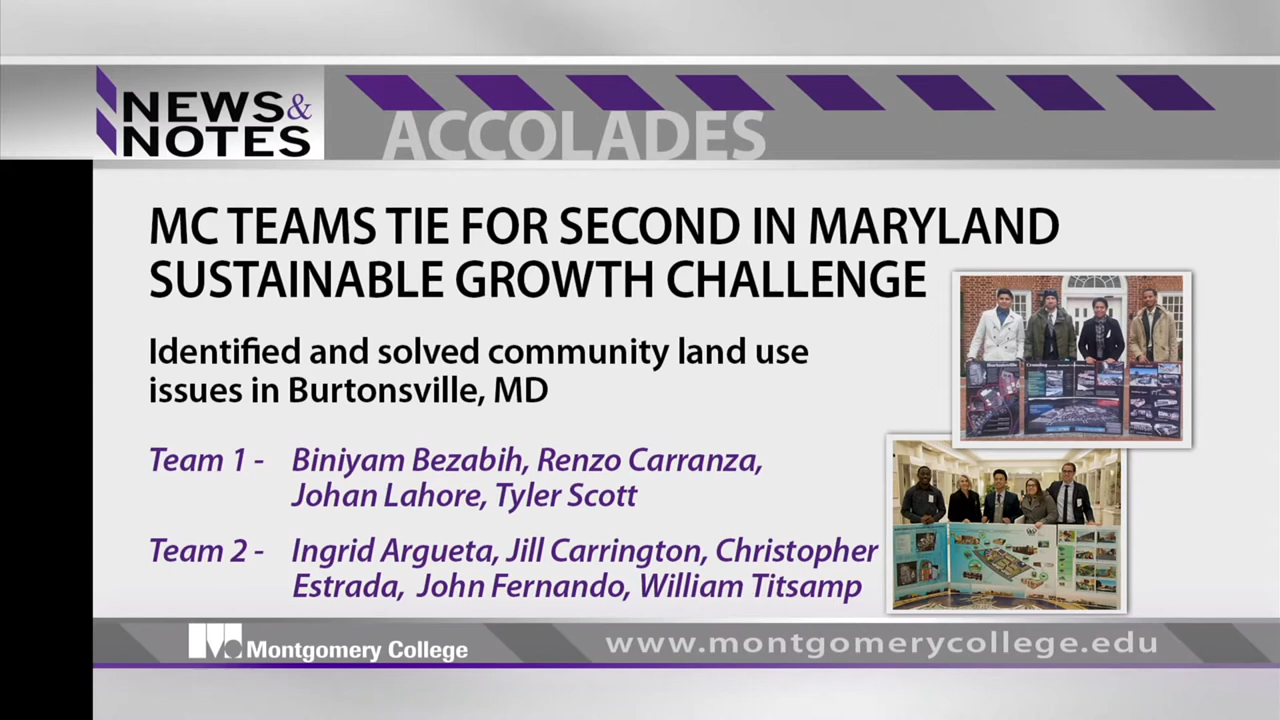 NEWS&
NOTES
ACCOLADES
MC TEAMS TIE FOR SECOND IN MARYLAND
SUSTAINABLE GROWTH CHALLENGE
Identified and solved community land use
issues in Burtonsville, MD
Team 1 - Biniyam Bezabih, Renzo Carranza,
Johan Lahore, Tyler Scott
Team 2 - Ingrid Argueta, Jill Carrington, Christopher
Estrada, John Fernando, William Titsamp
Burtonsville Crossing
Montgomery College
www.montgomerycollege.edu